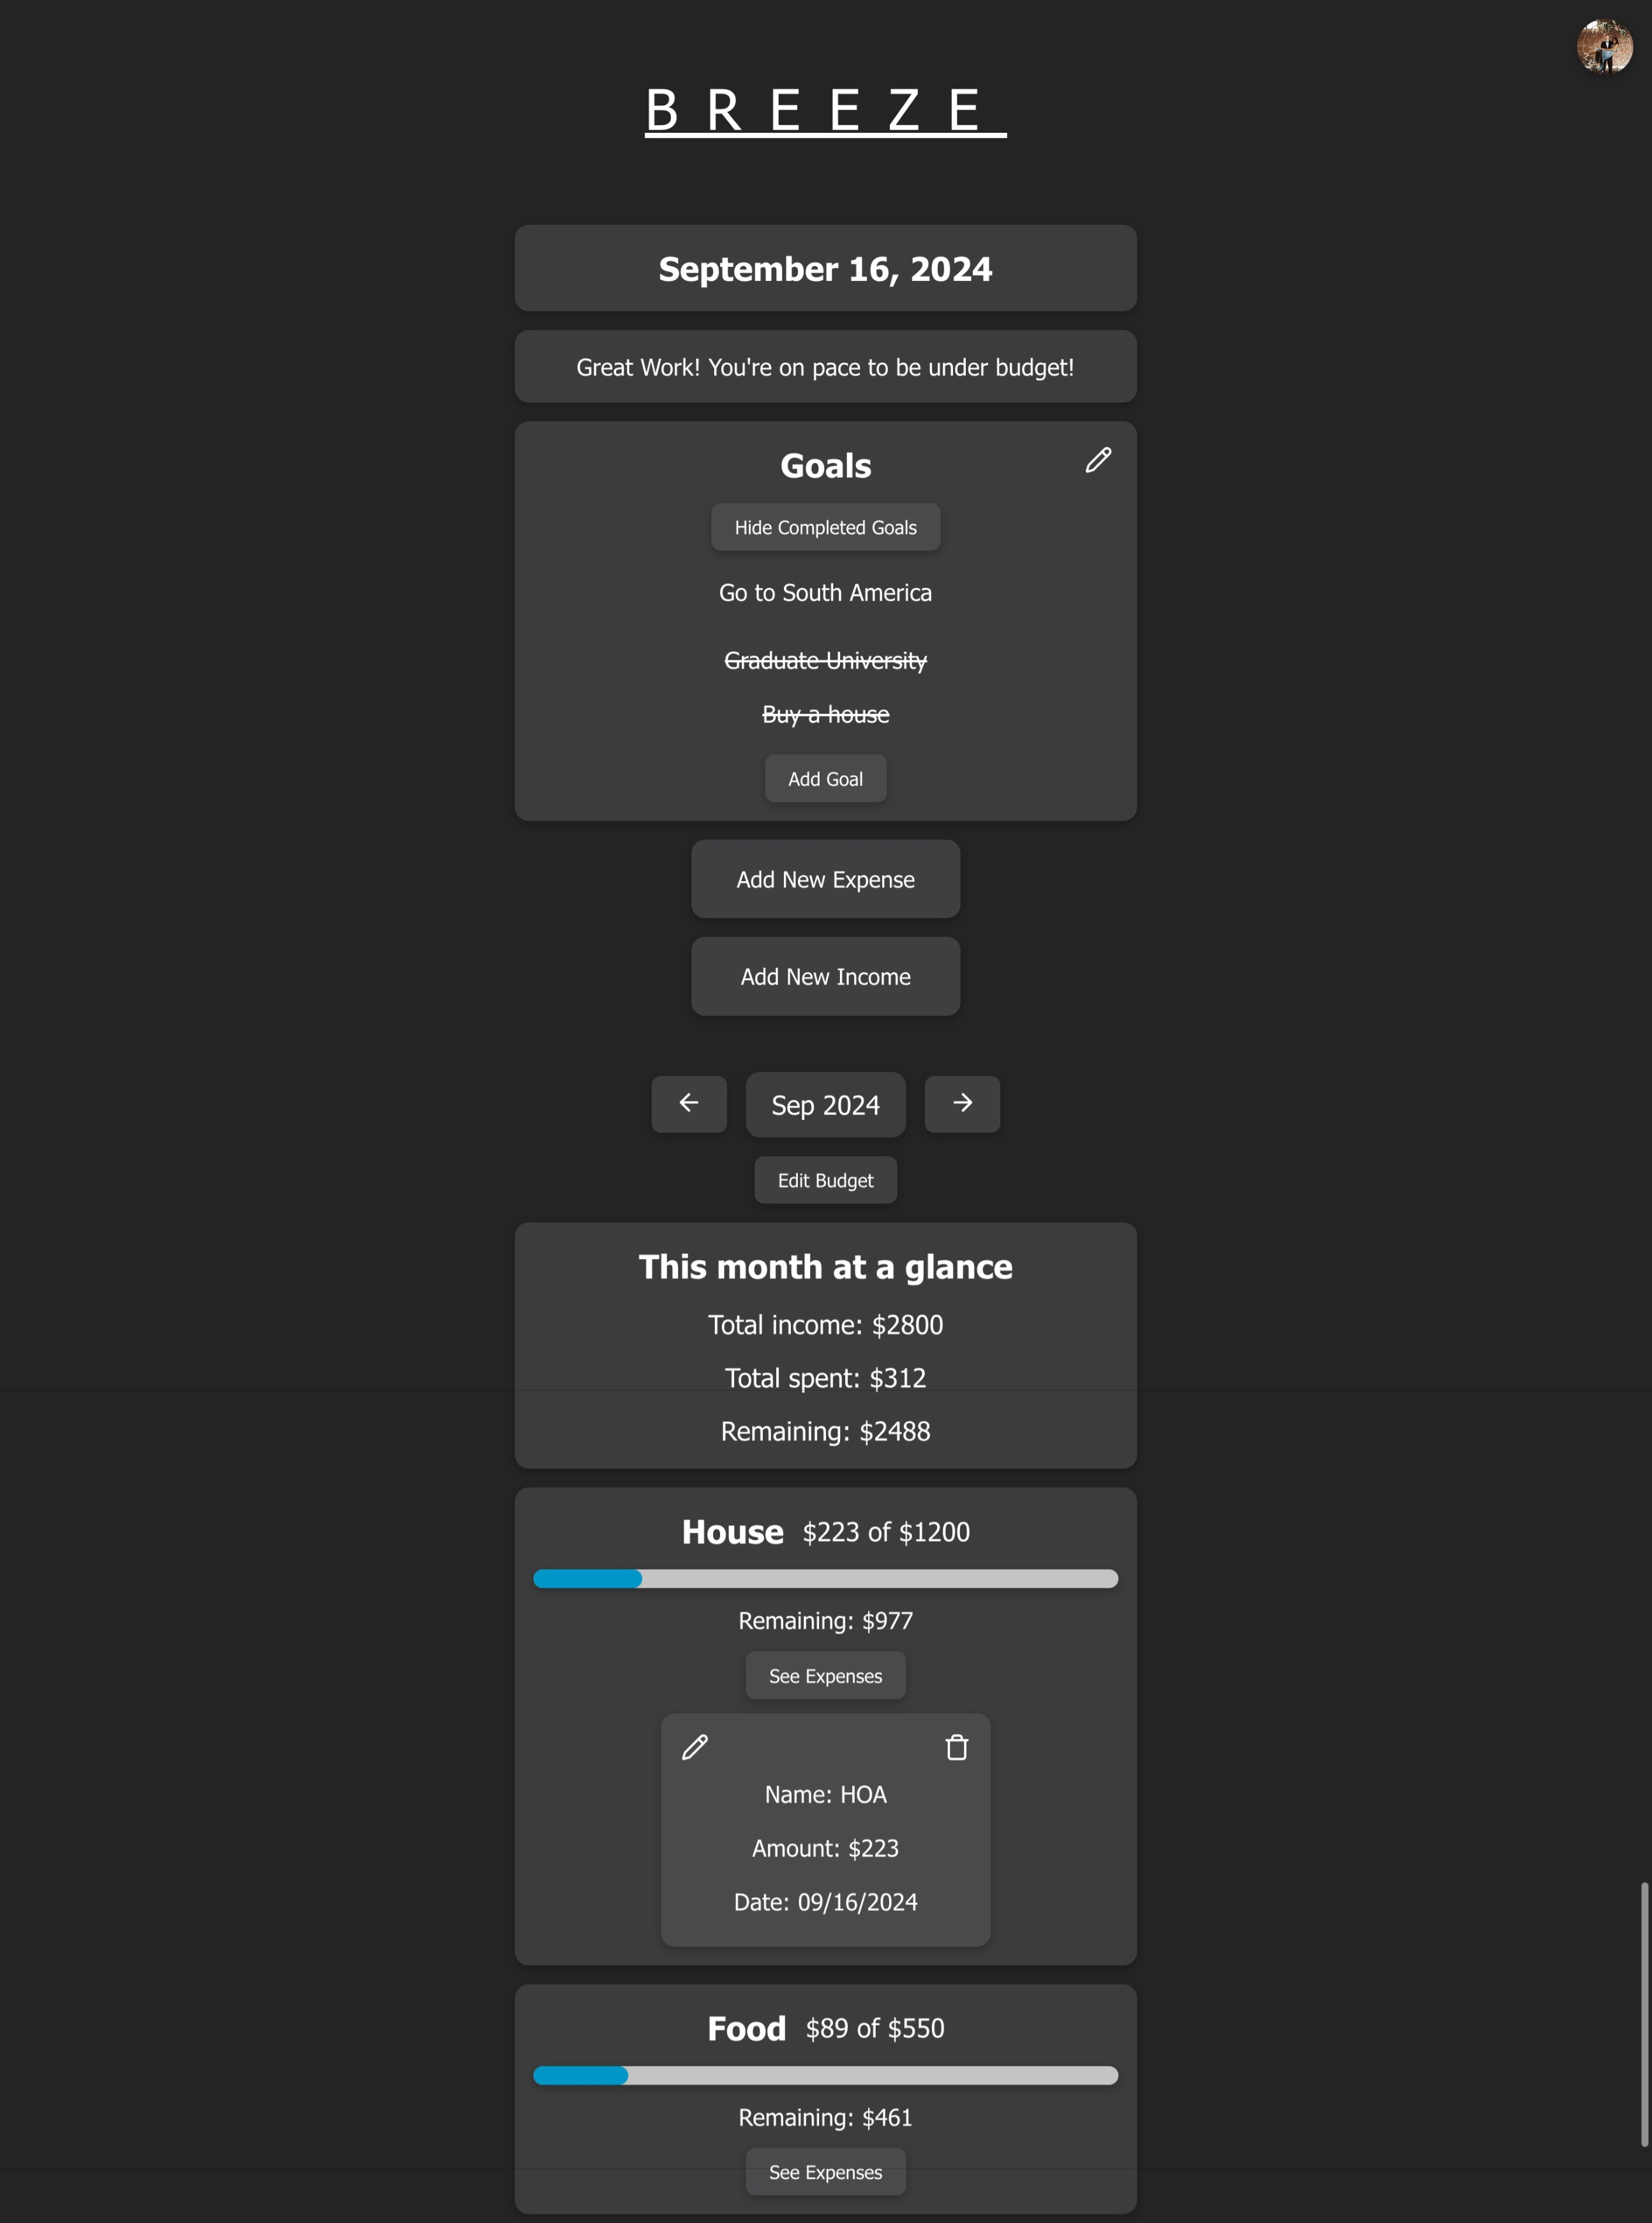 B R E E Z E
September 16, 2024
Great Work! You're on pace to be under budget!
Goals
Hide Completed Goals
Go to South America
Graduate University
Buy a house
Add Goal
Add New Expense
Add New Income
Sep 2024
Edit Budget
This month at a glance
Total income: $2800
Total spent: $312
Remaining: $2488
House $223 of $1200
Remaining: $977
See Expenses
Name: HOA
Amount: $223
Date: 09/16/2024
Food $89 of $550
Remaining: $461
See Expenses